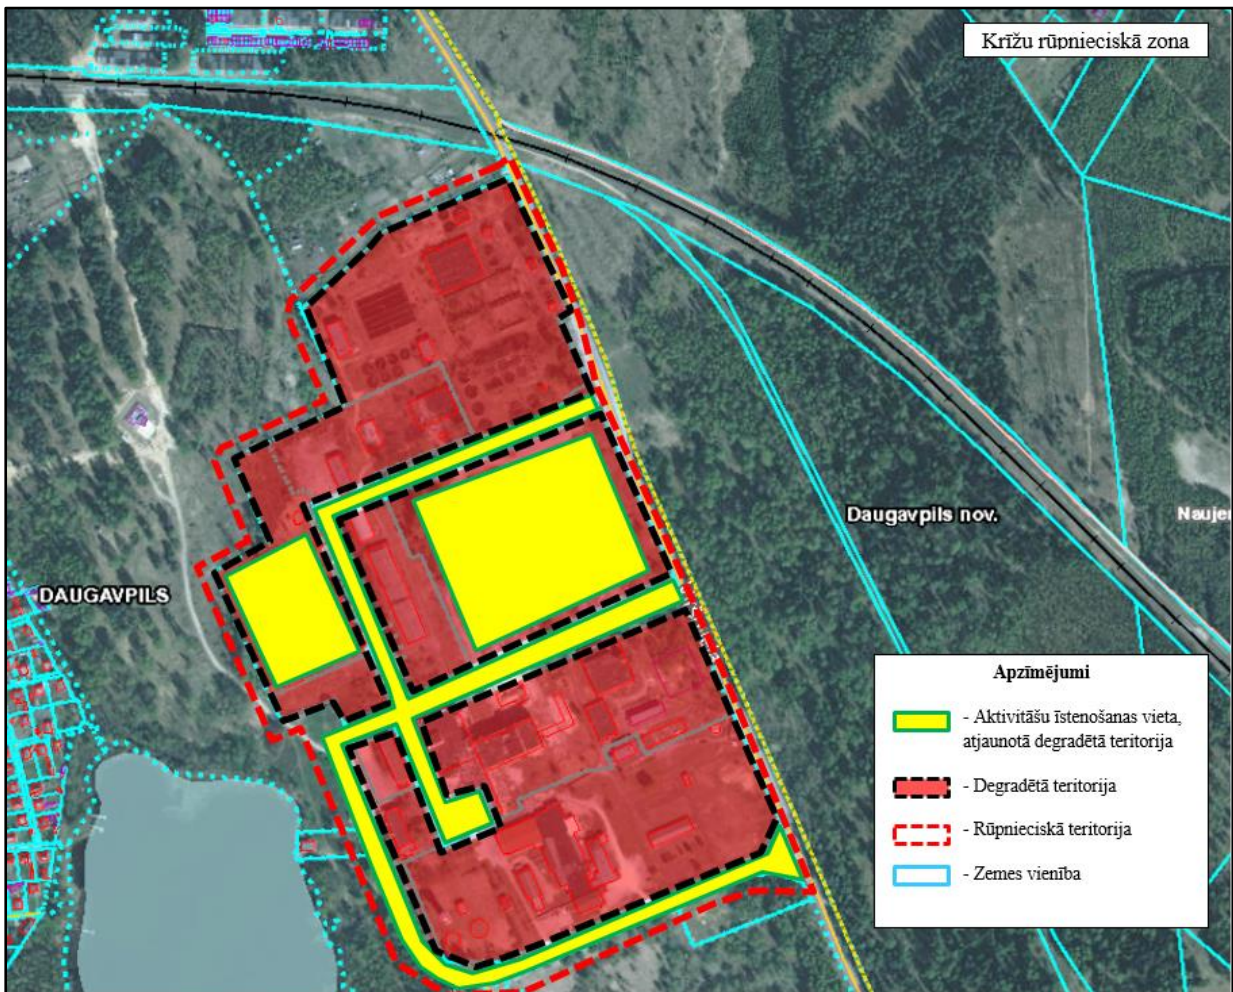 Krīžu rūpnieciskā zona
Daugavpils nov.
Naujen
DAUGAVPILS
Apzīmējumi
- Aktivitāšu īstenošanas vieta,
atjaunotā degradētā teritorija
- Degradētā teritorija
- Rūpnieciskā teritorija
- Zemes vienība